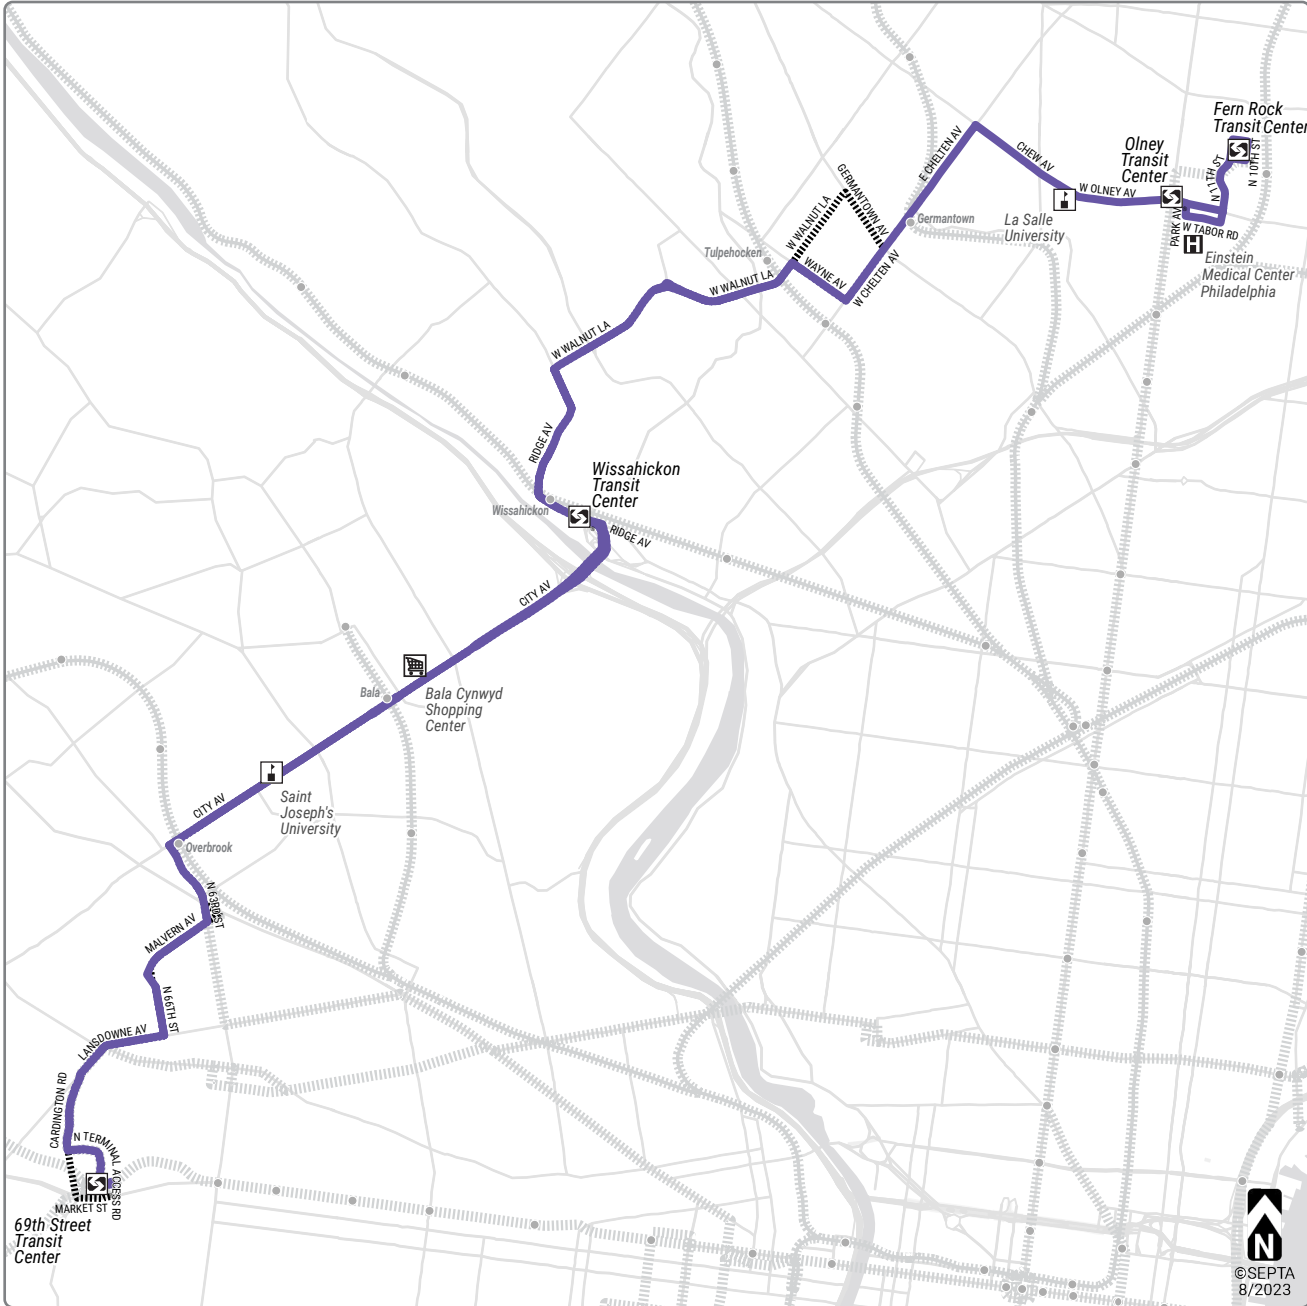 Fern Rock
Transit Center
Olney
Transit
Center
N 10TH ST
N 11TH ST
E CHELTEN AV
CHEW AV
W OLNEY AV
PARK AV
W TABOR RD
H
Einstein
Medical Center
Philadelphia
La Salle
University
GERMANTOWN AV
W WALNUT LA
Germantown
Tulpehocken
WAYNE AV
W CHELTEN AV
W WALNUT LA
W WALNUT LA
RIDGE AV
Wissahickon
Transit
Center
Wissahickon
RIDGE AV
CITY AV
Bala
Bala Cynwyd
Shopping
Center
Saint
Joseph's
University
CITY AV
Overbrook
N 63RD ST
MALVERN AV
N 66TH ST
LANSDOWNE AV
CARDINGTON RD
N TERMINAL ACCESS RD
MARKET ST
69th Street
Transit
Center
N
©SEPTA
8/2023